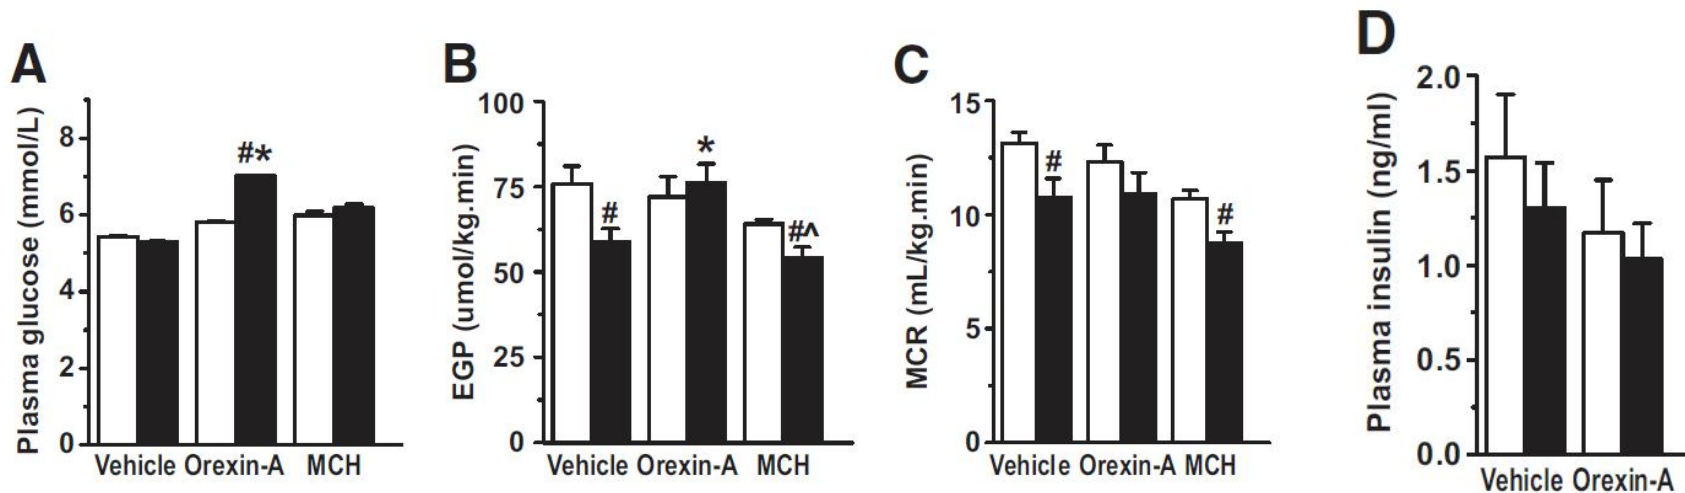 A
Plasma glucose (mmol/L)
8
6
4
2
0
#*
Vehicle Orexin-A MCH
B
EGP (umol/kg.min)
100
75
50
25
0
#
*
#^
Vehicle Orexin-A MCH
C
MCR (mL/kg.min)
15
10
5
0
#
#
Vehicle Orexin-A MCH
D
Plasma insulin (ng/ml)
2.0
1.5
1.0
0.5
0.0
Vehicle Orexin-A